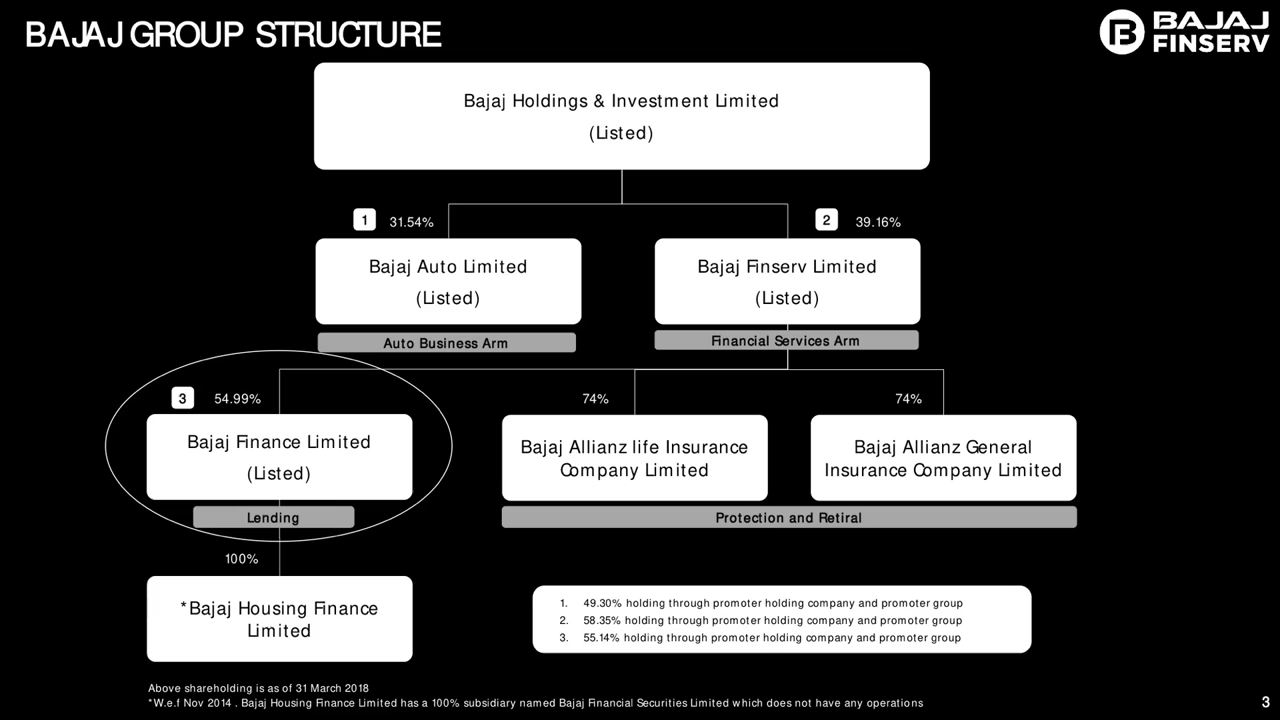 BAJAJ GROUP STRUCTURE
BAJAJ
FINSERV
Bajaj Holdings & Investment Limited
(Listed)
1 31.54%
2 39.16%
Bajaj Auto Limited
(Listed)
Bajaj Finserv Limited
(Listed)
Auto Business Arm
Financial Services Arm
3 54.99%
74%
74%
Bajaj Finance Limited
(Listed)
Bajaj Allianz life Insurance
Company Limited
Bajaj Allianz General
Insurance Company Limited
Lending
Protection and Retiral
100%
*Bajaj Housing Finance
Limited
1. 49.30% holding through promoter holding company and promoter group
2. 58.35% holding through promoter holding company and promoter group
3. 55.14% holding through promoter holding company and promoter group
Above shareholding is as of 31 March 2018
*W.e.f Nov 2014 . Bajaj Housing Finance Limited has a 100% subsidiary named Bajaj Financial Securities Limited which does not have any operations
3